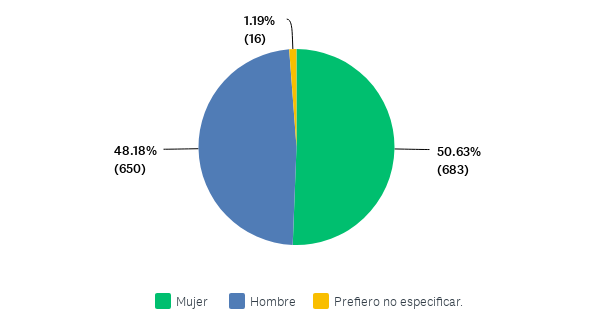 1.19%
(16)
48.18%
(650)
50.63%
(683)
Mujer
Hombre
Prefiero no especificar.